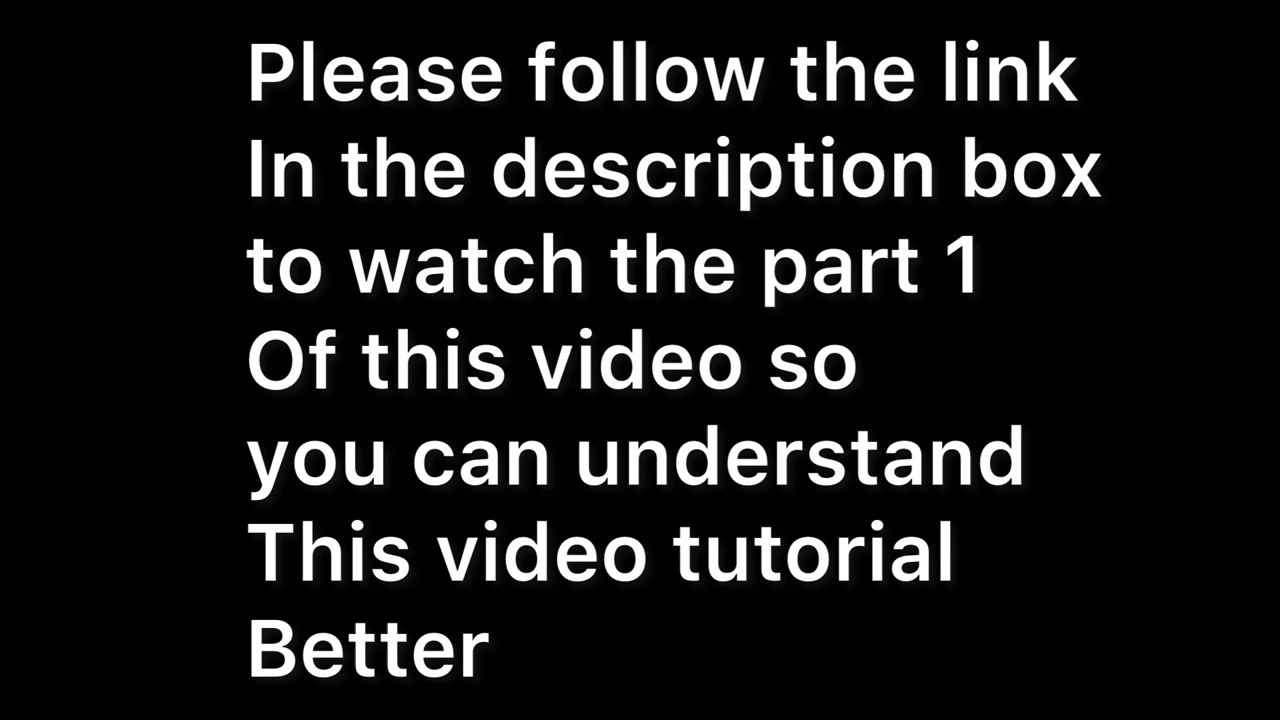 Please follow the link
In the description box
to watch the part 1
Of this video so
you can understand
This video tutorial
Better